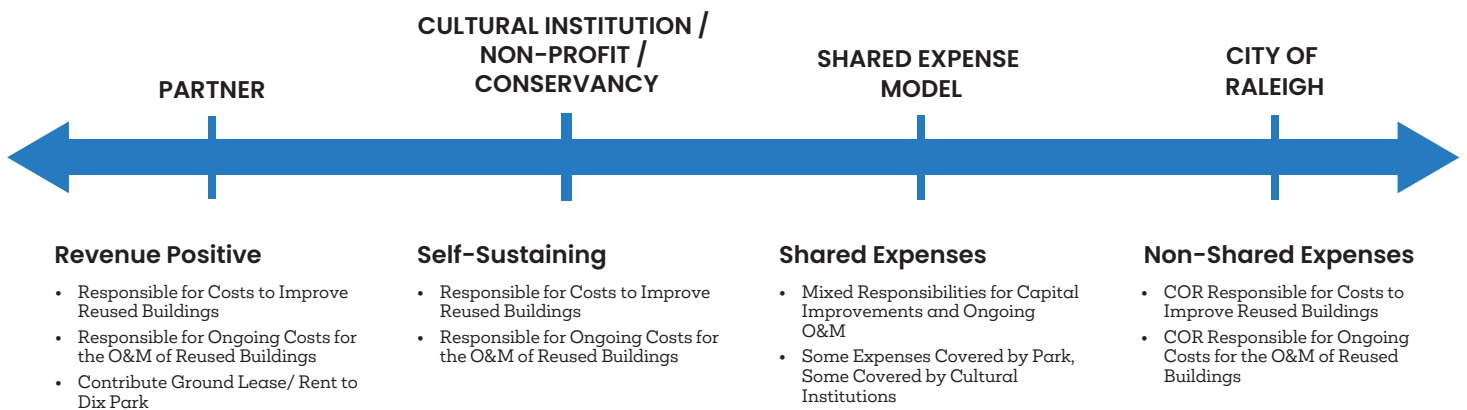 PARTNER
CULTURAL INSTITUTION /
NON-PROFIT /
CONSERVANCY
SHARED EXPENSE
MODEL
CITY OF
RALEIGH
Revenue Positive
• Responsible for Costs to Improve
Reused Buildings
• Responsible for Ongoing Costs for
the O&M of Reused Buildings
• Contribute Ground Lease/ Rent to
Dix Park
Self-Sustaining
• Responsible for Costs to Improve
Reused Buildings
• Responsible for Ongoing Costs for
the O&M of Reused Buildings
Shared Expenses
• Mixed Responsibilities for Capital
Improvements and Ongoing
O&M
• Some Expenses Covered by Park,
Some Covered by Cultural
Institutions
Non-Shared Expenses
• COR Responsible for Costs to
Improve Reused Buildings
• COR Responsible for Ongoing
Costs for the O&M of Reused
Buildings